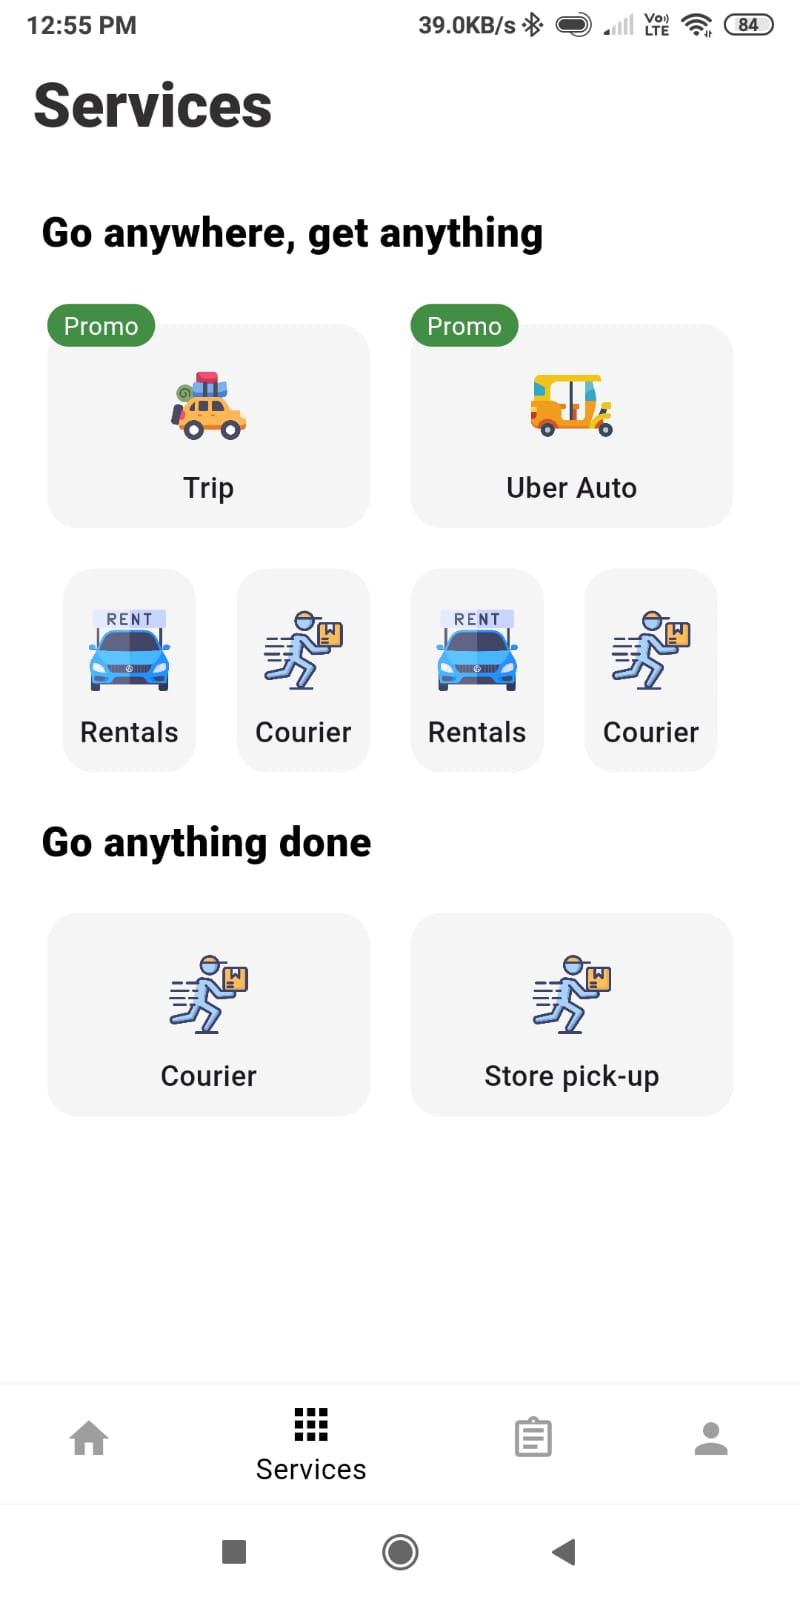 12:55 PM 39.0KB/s Vo)) LTE 84
Services
Go anywhere, get anything
Promo Promo
Trip Uber Auto
RENT RENT
Rentals Courier Rentals Courier
Go anything done
Courier Store pick-up
Services